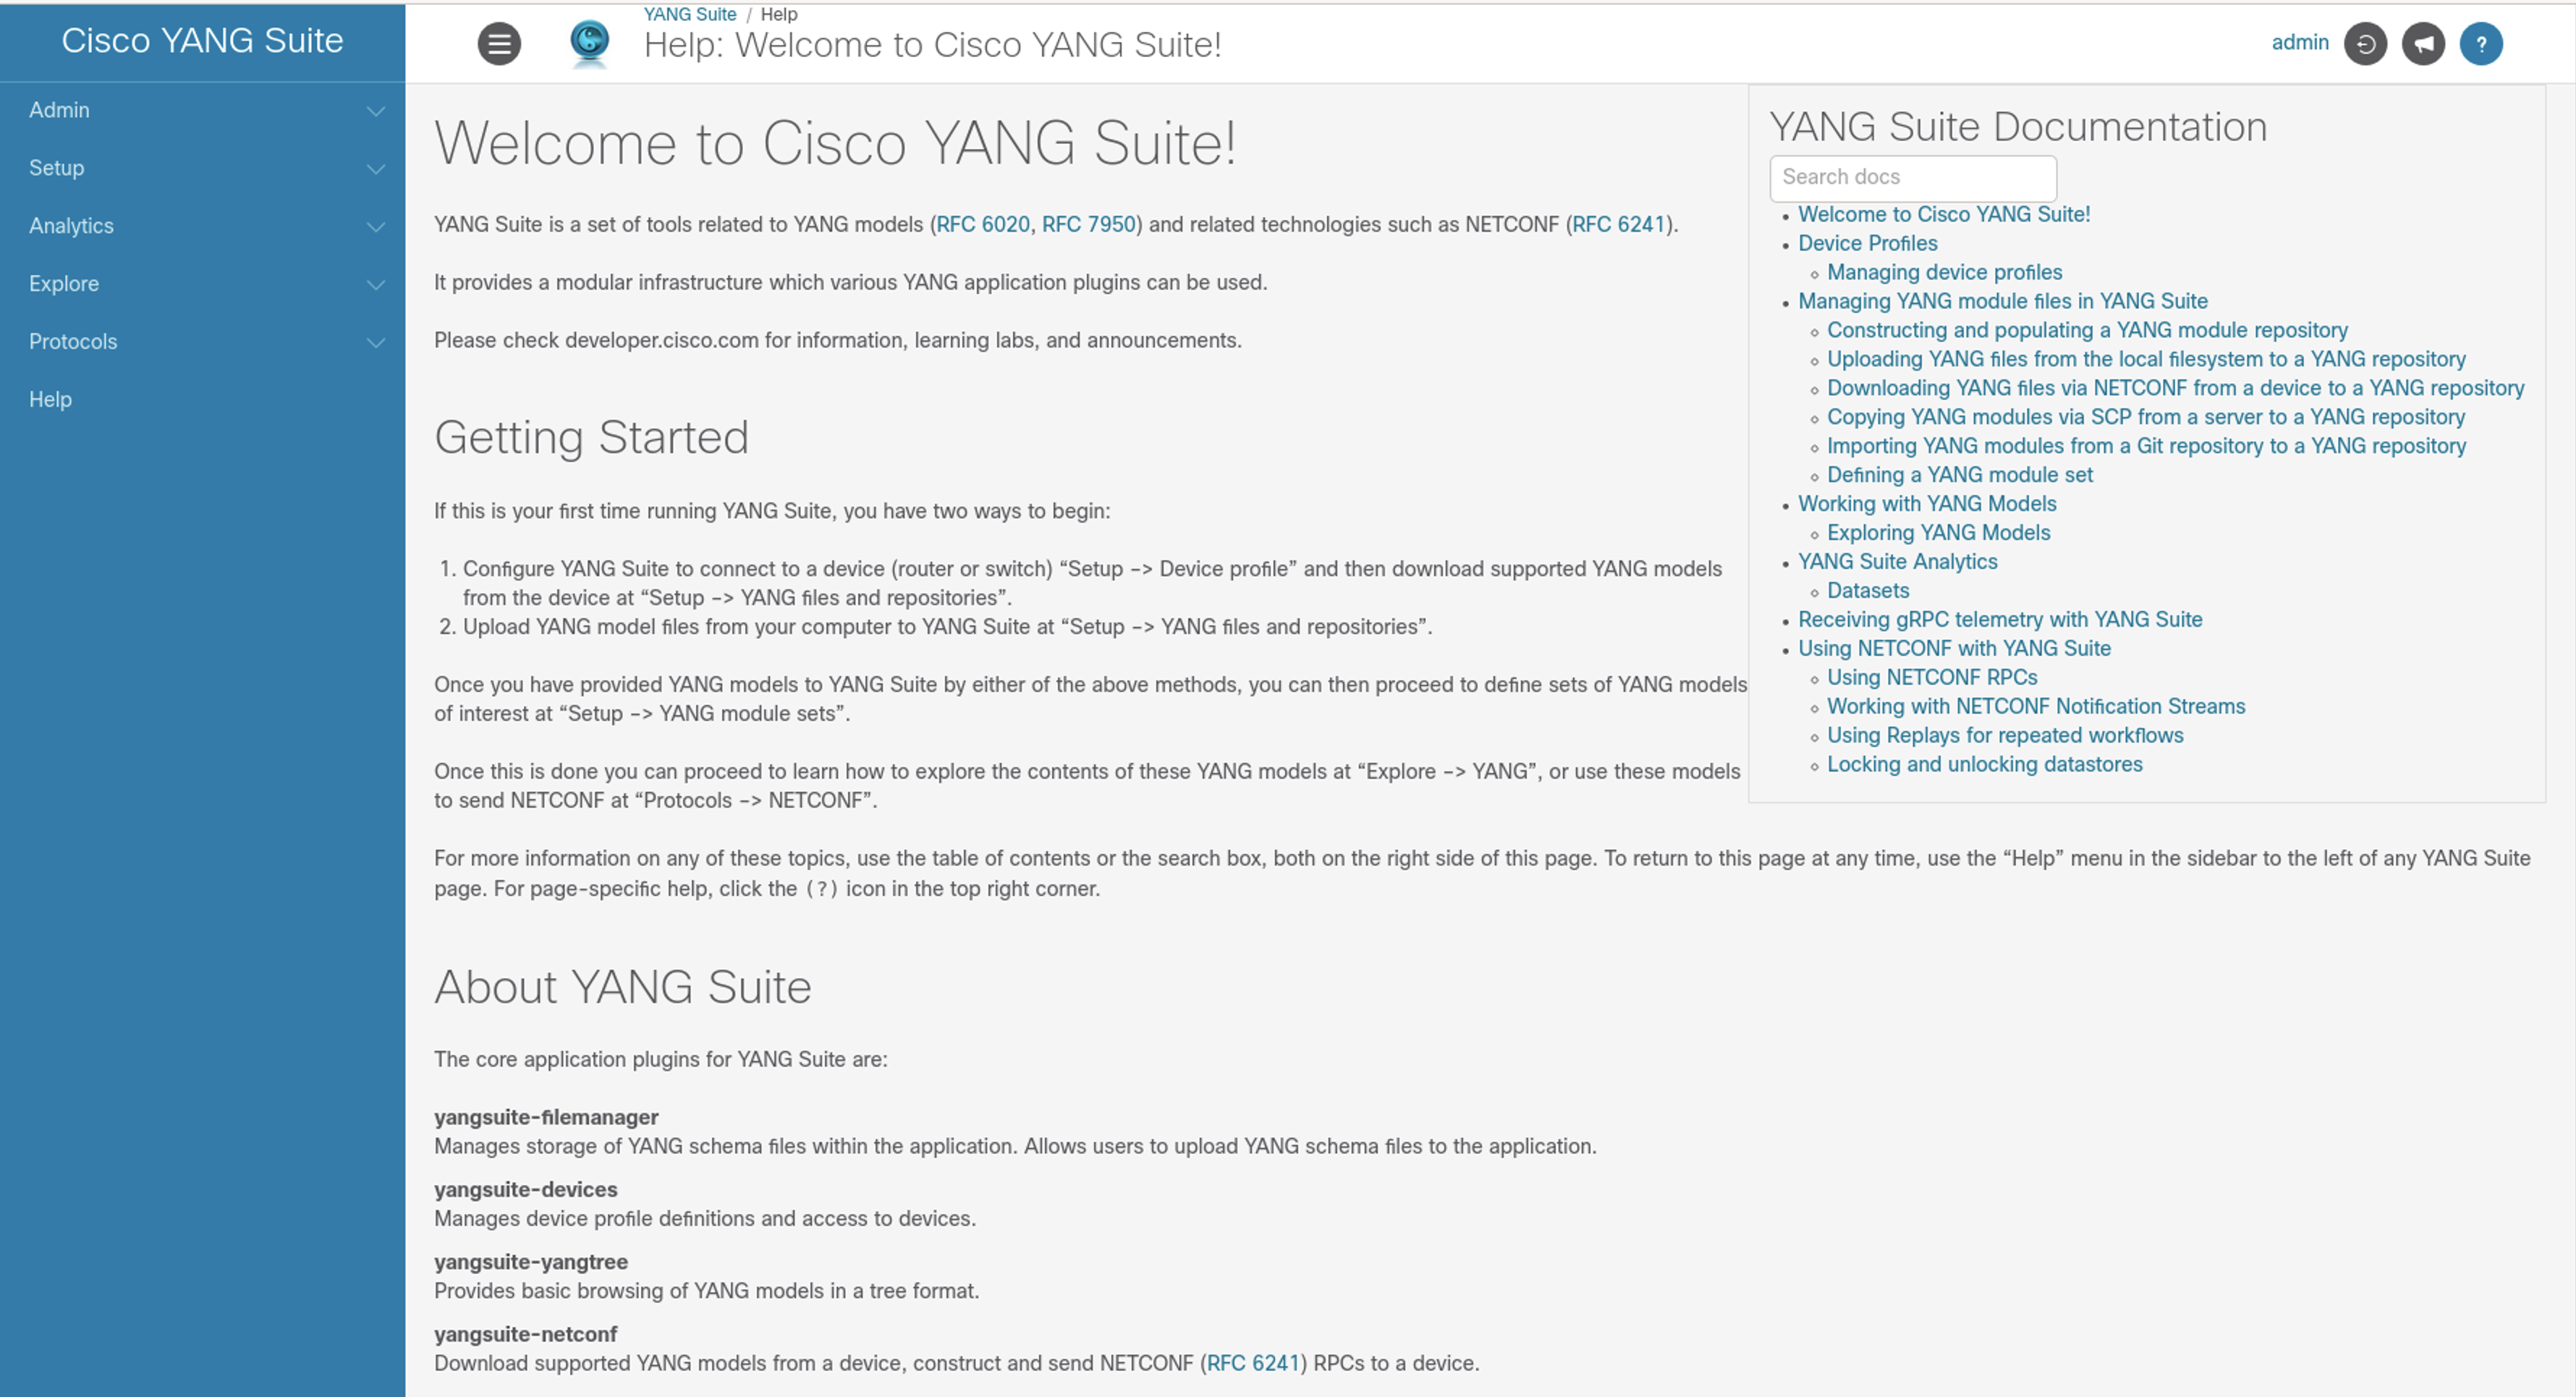 Cisco YANG Suite
Admin
Setup
Analytics
Explore
Protocols
Help
YANG Suite / Help
Help: Welcome to Cisco YANG Suite!
admin
?
Welcome to Cisco YANG Suite!
YANG Suite is a set of tools related to YANG models (RFC 6020, RFC 7950) and related technologies such as NETCONF (RFC 6241).
It provides a modular infrastructure which various YANG application plugins can be used.
Please check developer.cisco.com for information, learning labs, and announcements.
Getting Started
If this is your first time running YANG Suite, you have two ways to begin:
1. Configure YANG Suite to connect to a device (router or switch) “Setup –> Device profile” and then download supported YANG models
from the device at “Setup –> YANG files and repositories”.
2. Upload YANG model files from your computer to YANG Suite at “Setup –> YANG files and repositories”.
Once you have provided YANG models to YANG Suite by either of the above methods, you can then proceed to define sets of YANG models
of interest at “Setup –> YANG module sets”.
Once this is done you can proceed to learn how to explore the contents of these YANG models at “Explore –> YANG”, or use these models
to send NETCONF at “Protocols –> NETCONF”.
For more information on any of these topics, use the table of contents or the search box, both on the right side of this page. To return to this page at any time, use the “Help” menu in the sidebar to the left of any YANG Suite
page. For page-specific help, click the (?) icon in the top right corner.
About YANG Suite
The core application plugins for YANG Suite are:
yangsuite-filemanager
Manages storage of YANG schema files within the application. Allows users to upload YANG schema files to the application.
yangsuite-devices
Manages device profile definitions and access to devices.
yangsuite-yangtree
Provides basic browsing of YANG models in a tree format.
yangsuite-netconf
Download supported YANG models from a device, construct and send NETCONF (RFC 6241) RPCs to a device.
YANG Suite Documentation
Search docs
Welcome to Cisco YANG Suite!
Device Profiles
Managing device profiles
Managing YANG module files in YANG Suite
Constructing and populating a YANG module repository
Uploading YANG files from the local filesystem to a YANG repository
Downloading YANG files via NETCONF from a device to a YANG repository
Copying YANG modules via SCP from a server to a YANG repository
Importing YANG modules from a Git repository to a YANG repository
Defining a YANG module set
Working with YANG Models
Exploring YANG Models
YANG Suite Analytics
Datasets
Receiving gRPC telemetry with YANG Suite
Using NETCONF with YANG Suite
Using NETCONF RPCs
Working with NETCONF Notification Streams
Using Replays for repeated workflows
Locking and unlocking datastores